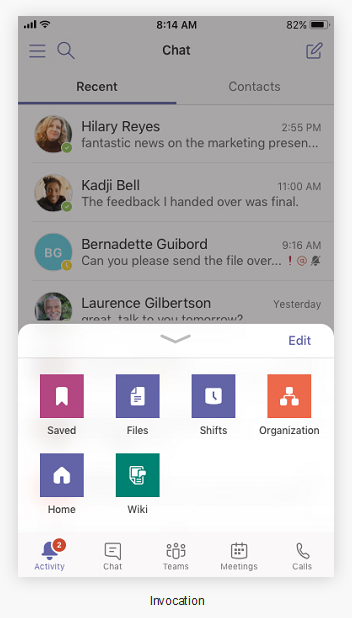 8:14 AM 82%
Chat
Recent Contacts
Hilary Reyes 2:55 PM
fantastic news on the marketing presen...
Kadji Bell 11:00 AM
The feedback I handed over was final.
BG Bernadette Guibord 9:16 AM
Can you please send the file over... ! @
Laurence Gilbertson Yesterday
great, talk to you tomorrow?
Edit
Saved Files Shifts Organization
Home Wiki
2
Activity Chat Teams Meetings Calls
Invocation